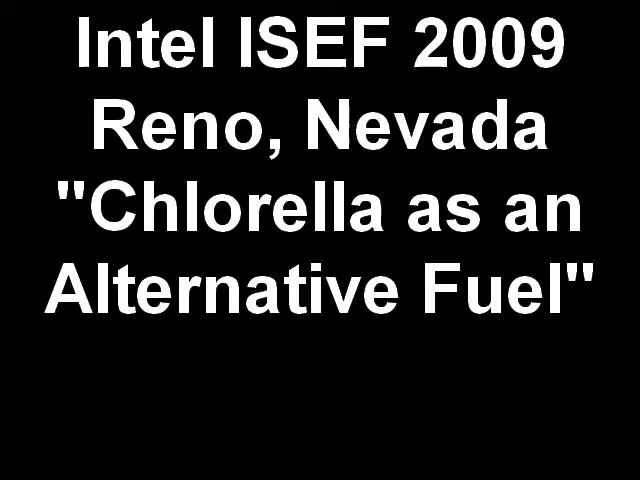 Intel ISEF 2009
Reno, Nevada
"Chlorella as an
Alternative Fuel"